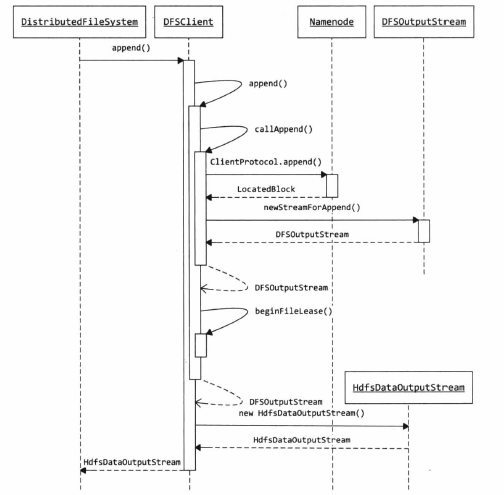 DistributedFileSystem DFSClient Namenode DFSOutputStream
append()
append()
callAppend()
ClientProtocol.append()
LocatedBlock
newStreamForAppend()
DFSOutputStream
DFSOutputStream
beginFileLease()
HdfsDataOutputStream
DFSOutputStream
new HdfsDataOutputStream()
HdfsDataOutputStream
HdfsDataOutputStream